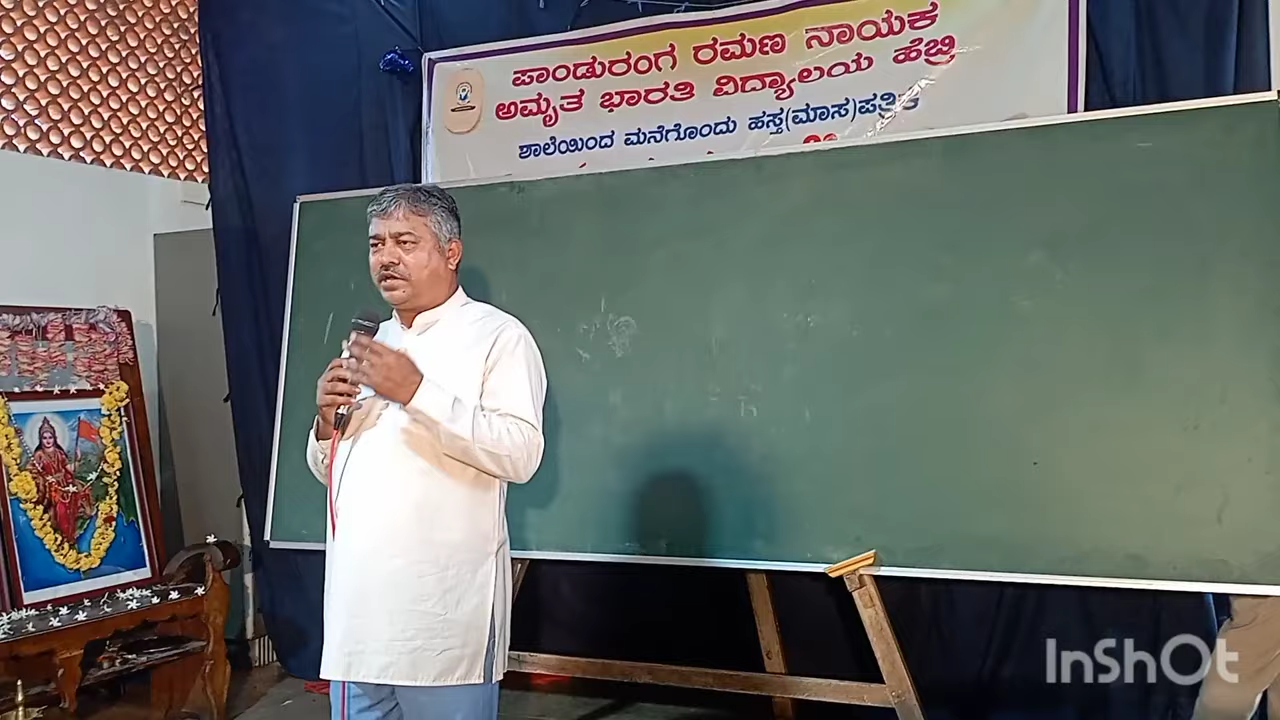 ಪಾಂಡುರಂಗ ರಮಣ ನಾಯಕ
ಅಮೃತ ಭಾರತಿ ವಿದ್ಯಾಲಯ ಹೆಬ್ರಿ
ಶಾಲೆಯಿಂದ ಮನೆಗೊಂದು ಹಸ್ತ(ಮಾಸ)ಪತ್ರಿಕೆ
InShOt